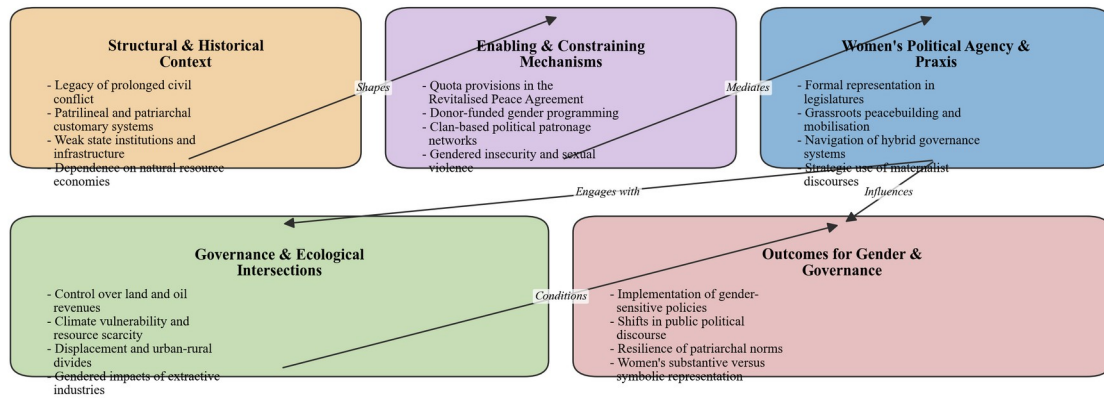 Structural & Historical
Context
- Legacy of prolonged civil
conflict
- Patrilineal and patriarchal
customary systems
- Weak state institutions and
infrastructure
- Dependence on natural resource
economies
Shapes
Enabling & Constraining
Mechanisms
- Quota provisions in the
Revitalised Peace Agreement
- Donor-funded gender programming
- Clan-based political patronage
networks
- Gendered insecurity and sexual
violence
Mediates
Women's Political Agency &
Praxis
- Formal representation in
legislatures
- Grassroots peacebuilding and
mobilisation
- Navigation of hybrid governance
systems
- Strategic use of maternalist
discourses
Engages with
Influences
Governance & Ecological
Intersections
- Control over land and oil
revenues
- Climate vulnerability and
resource scarcity
- Displacement and urban-rural
divides
- Gendered impacts of extractive
industries
Conditions
Outcomes for Gender &
Governance
- Implementation of gender-
sensitive policies
- Shifts in public political
discourse
- Resilience of patriarchal norms
- Women's substantive versus
symbolic representation